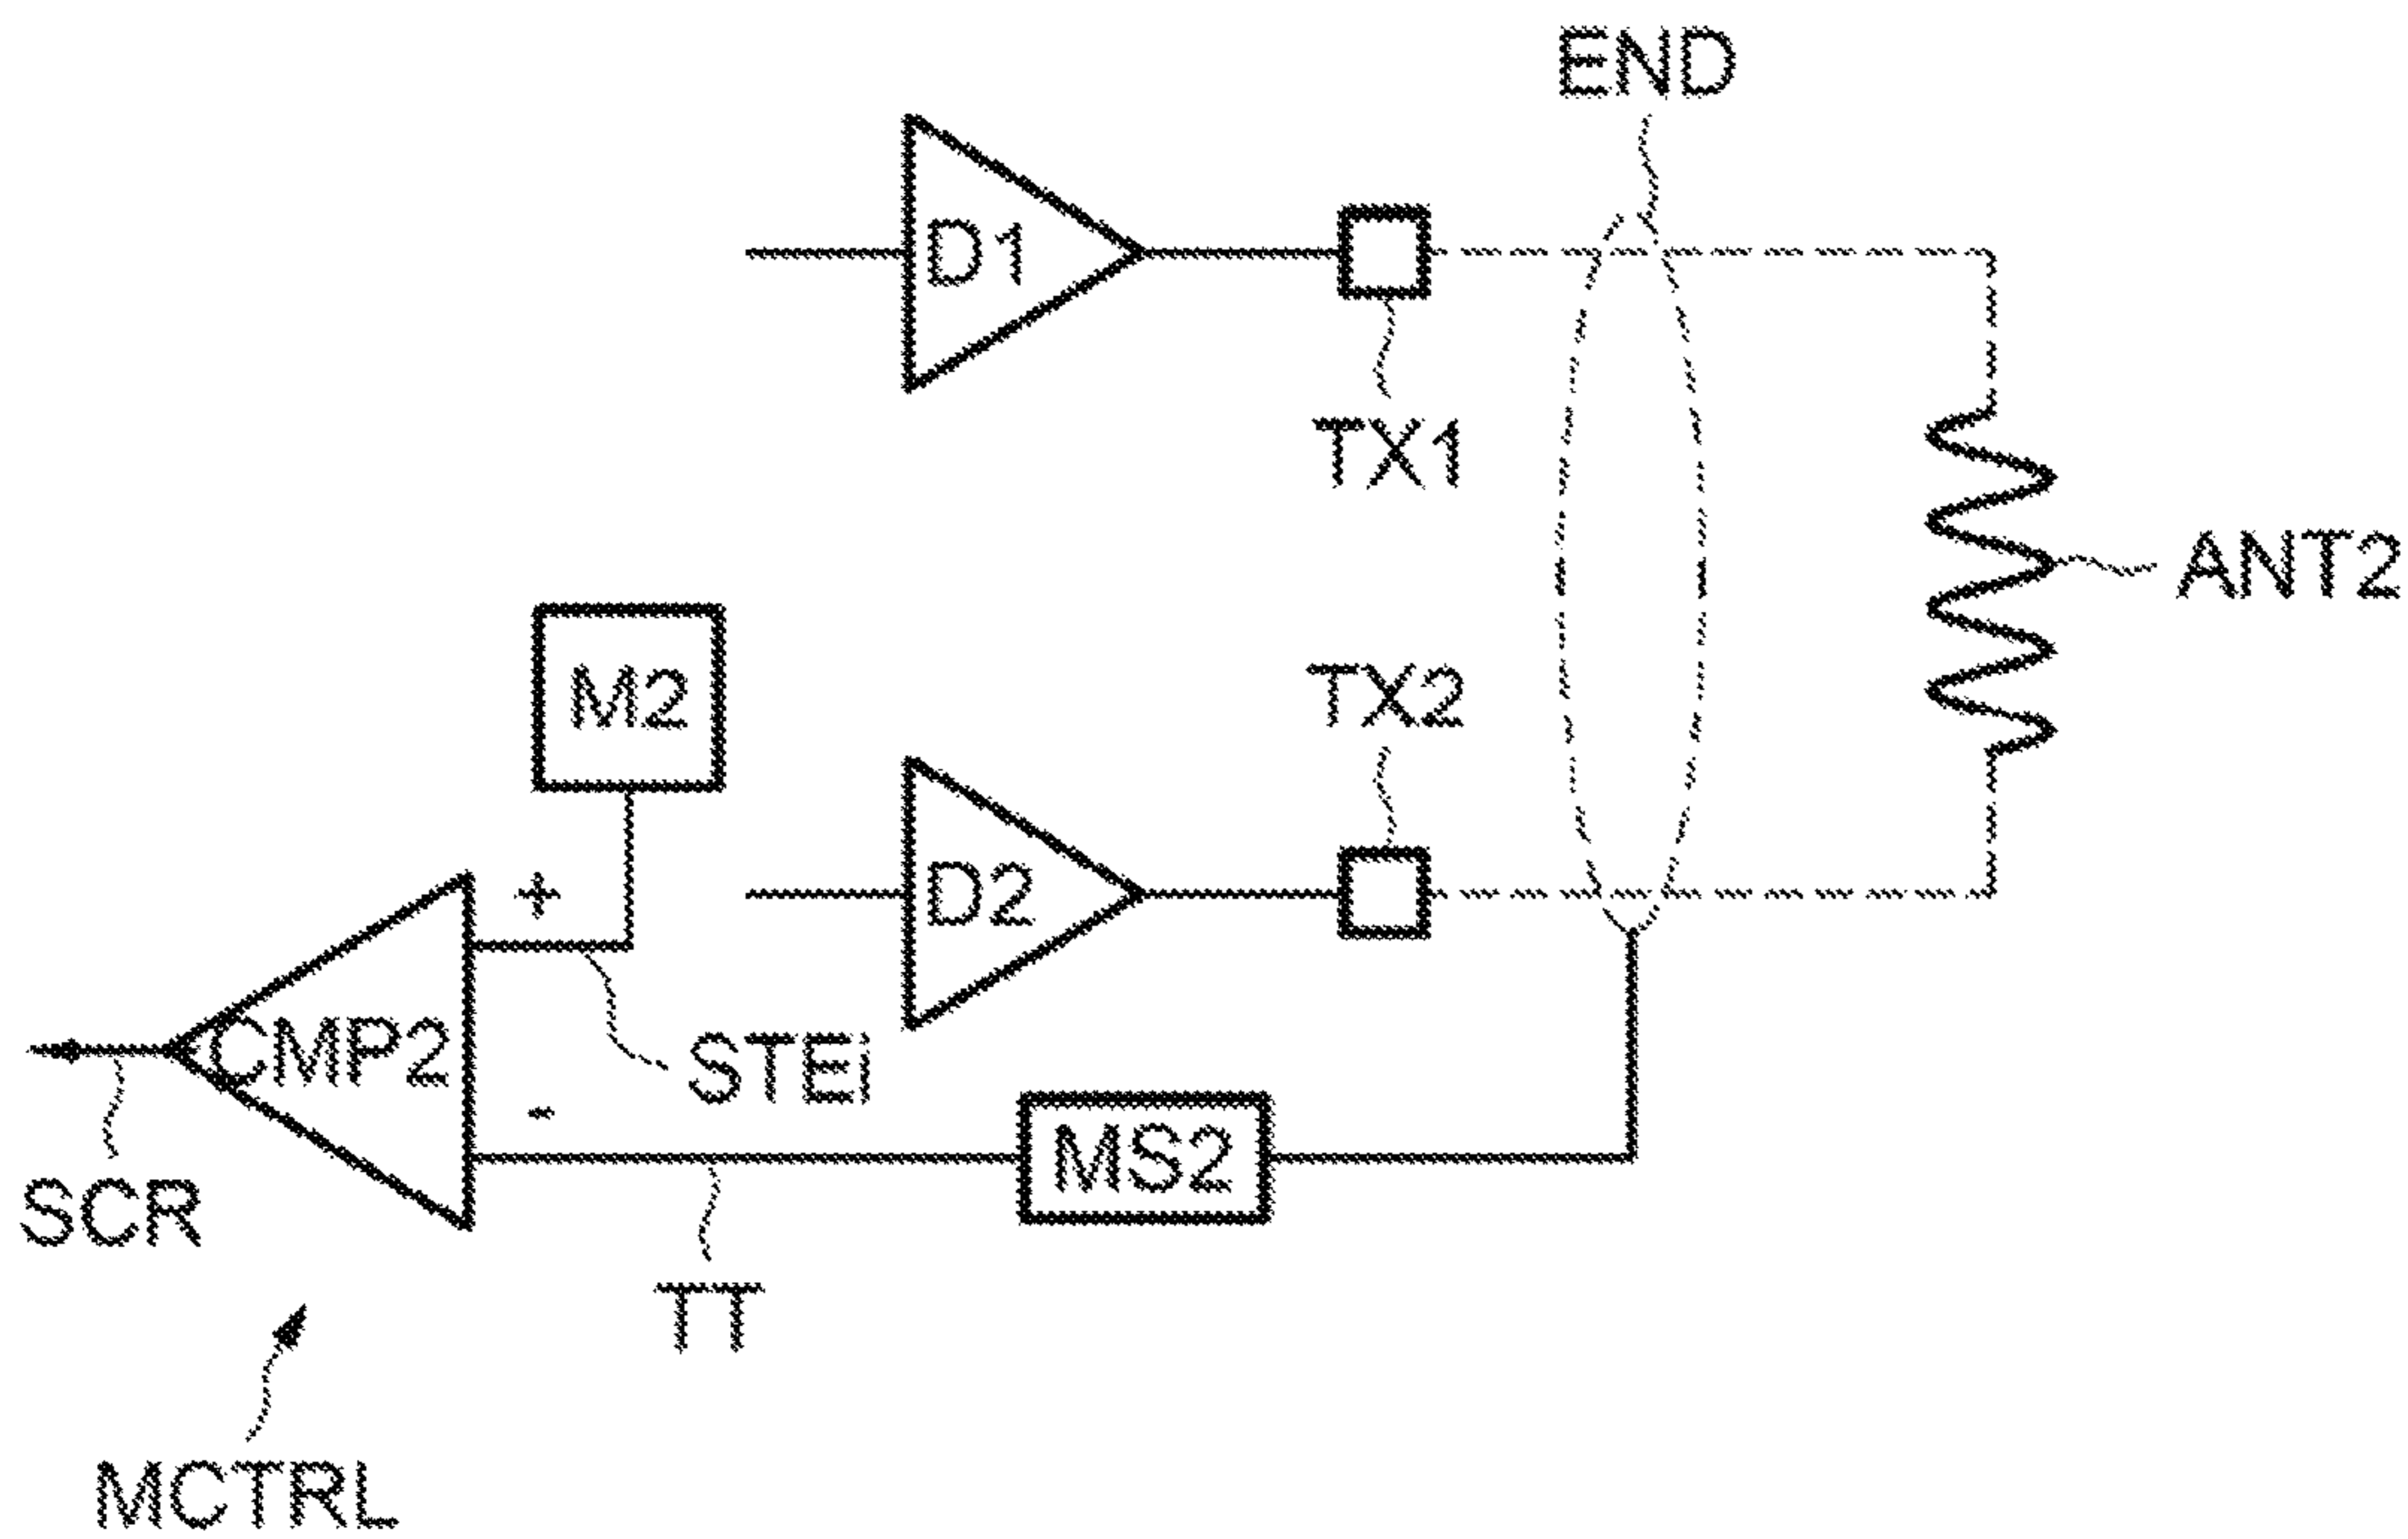 END
D1
TX1
ANT2
M2
TX2
+
D2
CMP2
STEi
-
MS2
SCR
TT
MCTRL